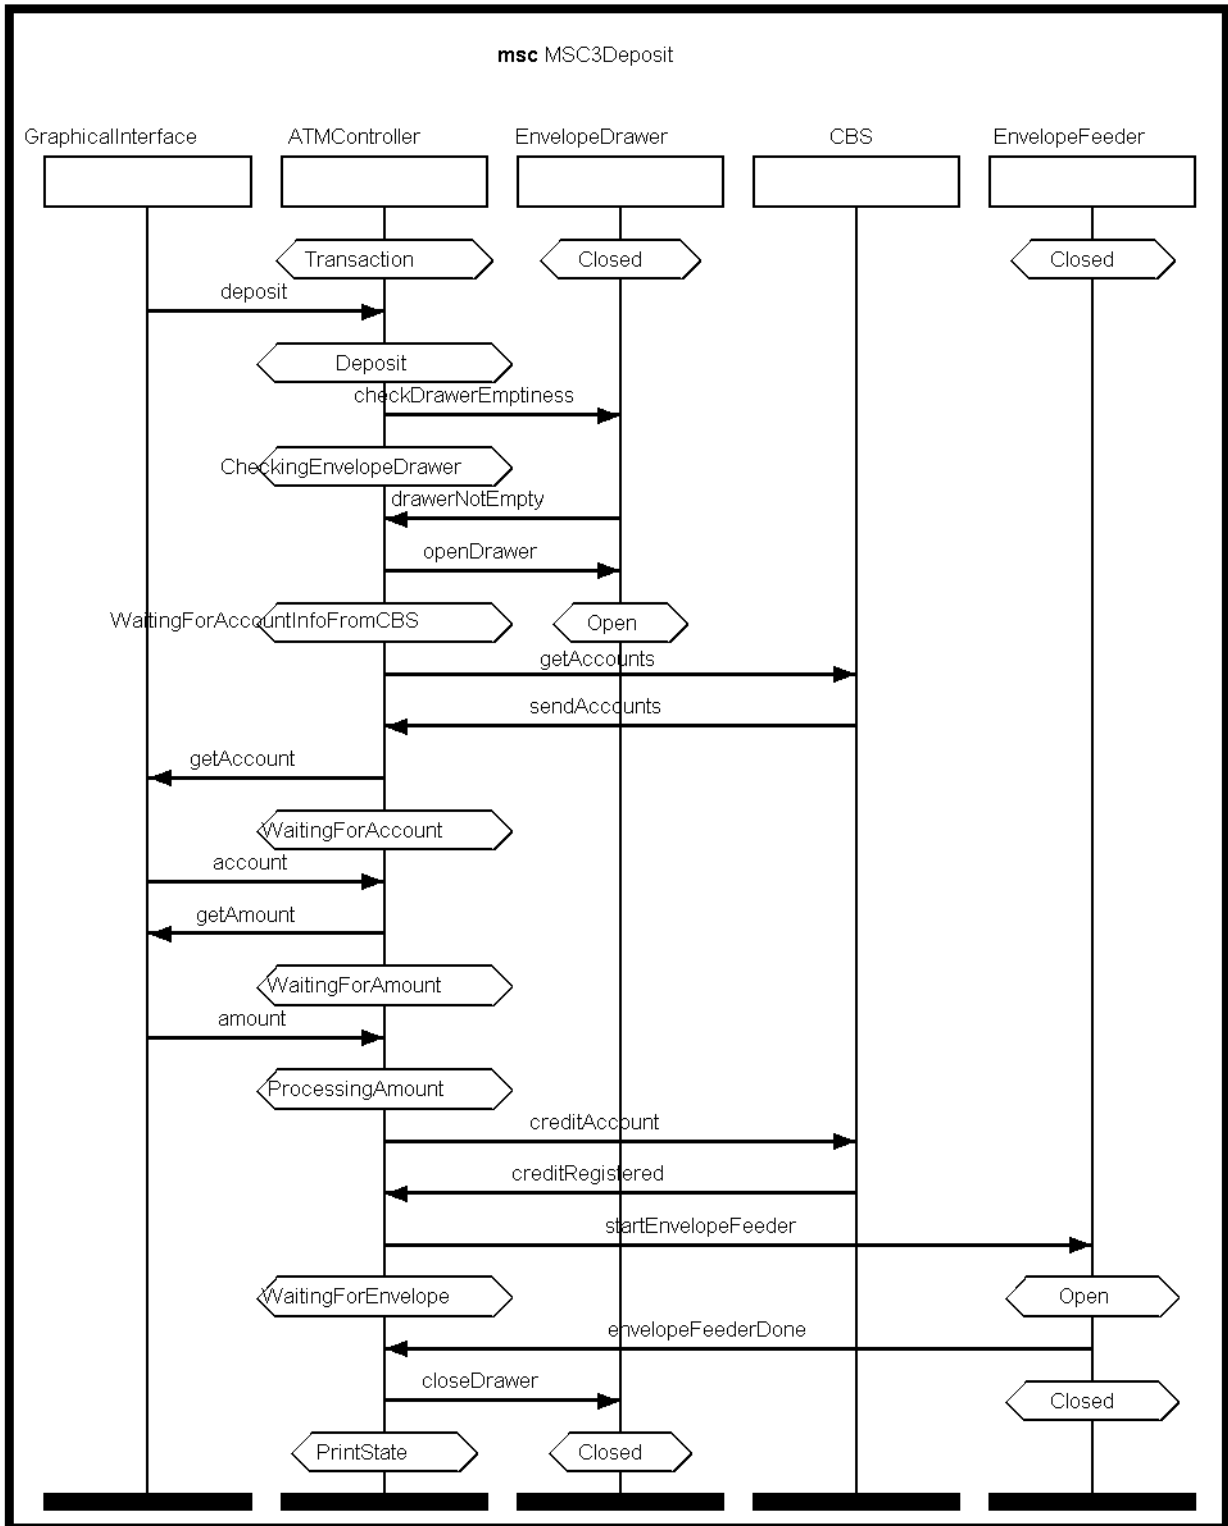 msc MSC3Deposit
GraphicalInterface
ATMController
EnvelopeDrawer
CBS
EnvelopeFeeder
Transaction
Closed
Closed
deposit
Deposit
checkDrawerEmptiness
CheckingEnvelopeDrawer
drawerNotEmpty
openDrawer
WaitingForAccountInfoFromCBS
Open
getAccounts
sendAccounts
getAccount
WaitingForAccount
account
getAmount
WaitingForAmount
amount
ProcessingAmount
creditAccount
creditRegistered
startEnvelopeFeeder
WaitingForEnvelope
Open
envelopeFeederDone
closeDrawer
Closed
PrintState
Closed